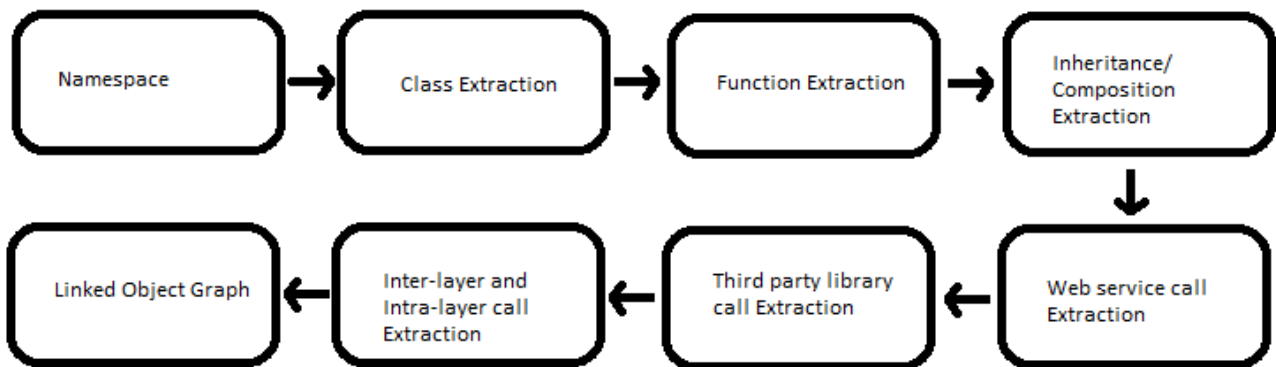 Namespace
Class Extraction
Function Extraction
Inheritance/
Composition
Extraction
Web service call
Extraction
Third party library
call Extraction
Inter-layer and
Intra-layer call
Extraction
Linked Object Graph